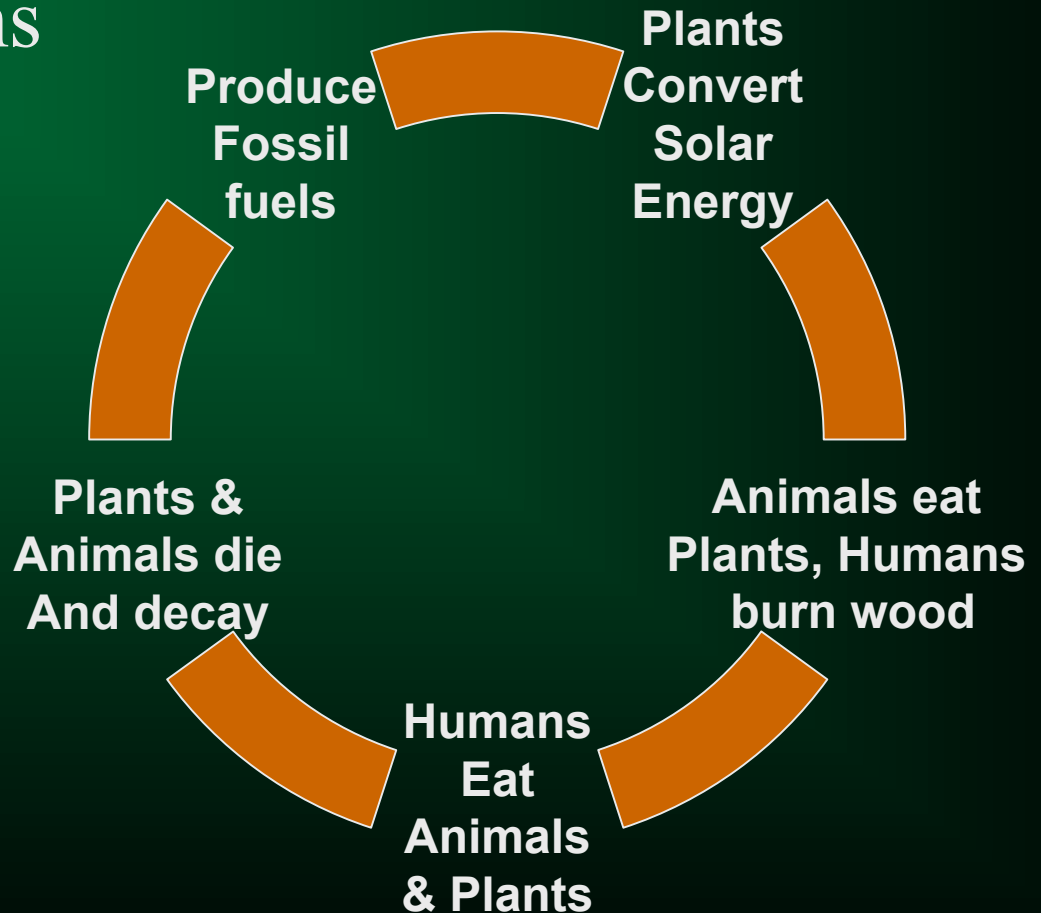 Plants
Convert
Solar
Energy
Animals eat
Plants, Humans
burn wood
Humans
Eat
Animals
& Plants
Plants &
Animals die
And decay
Produce
Fossil
fuels